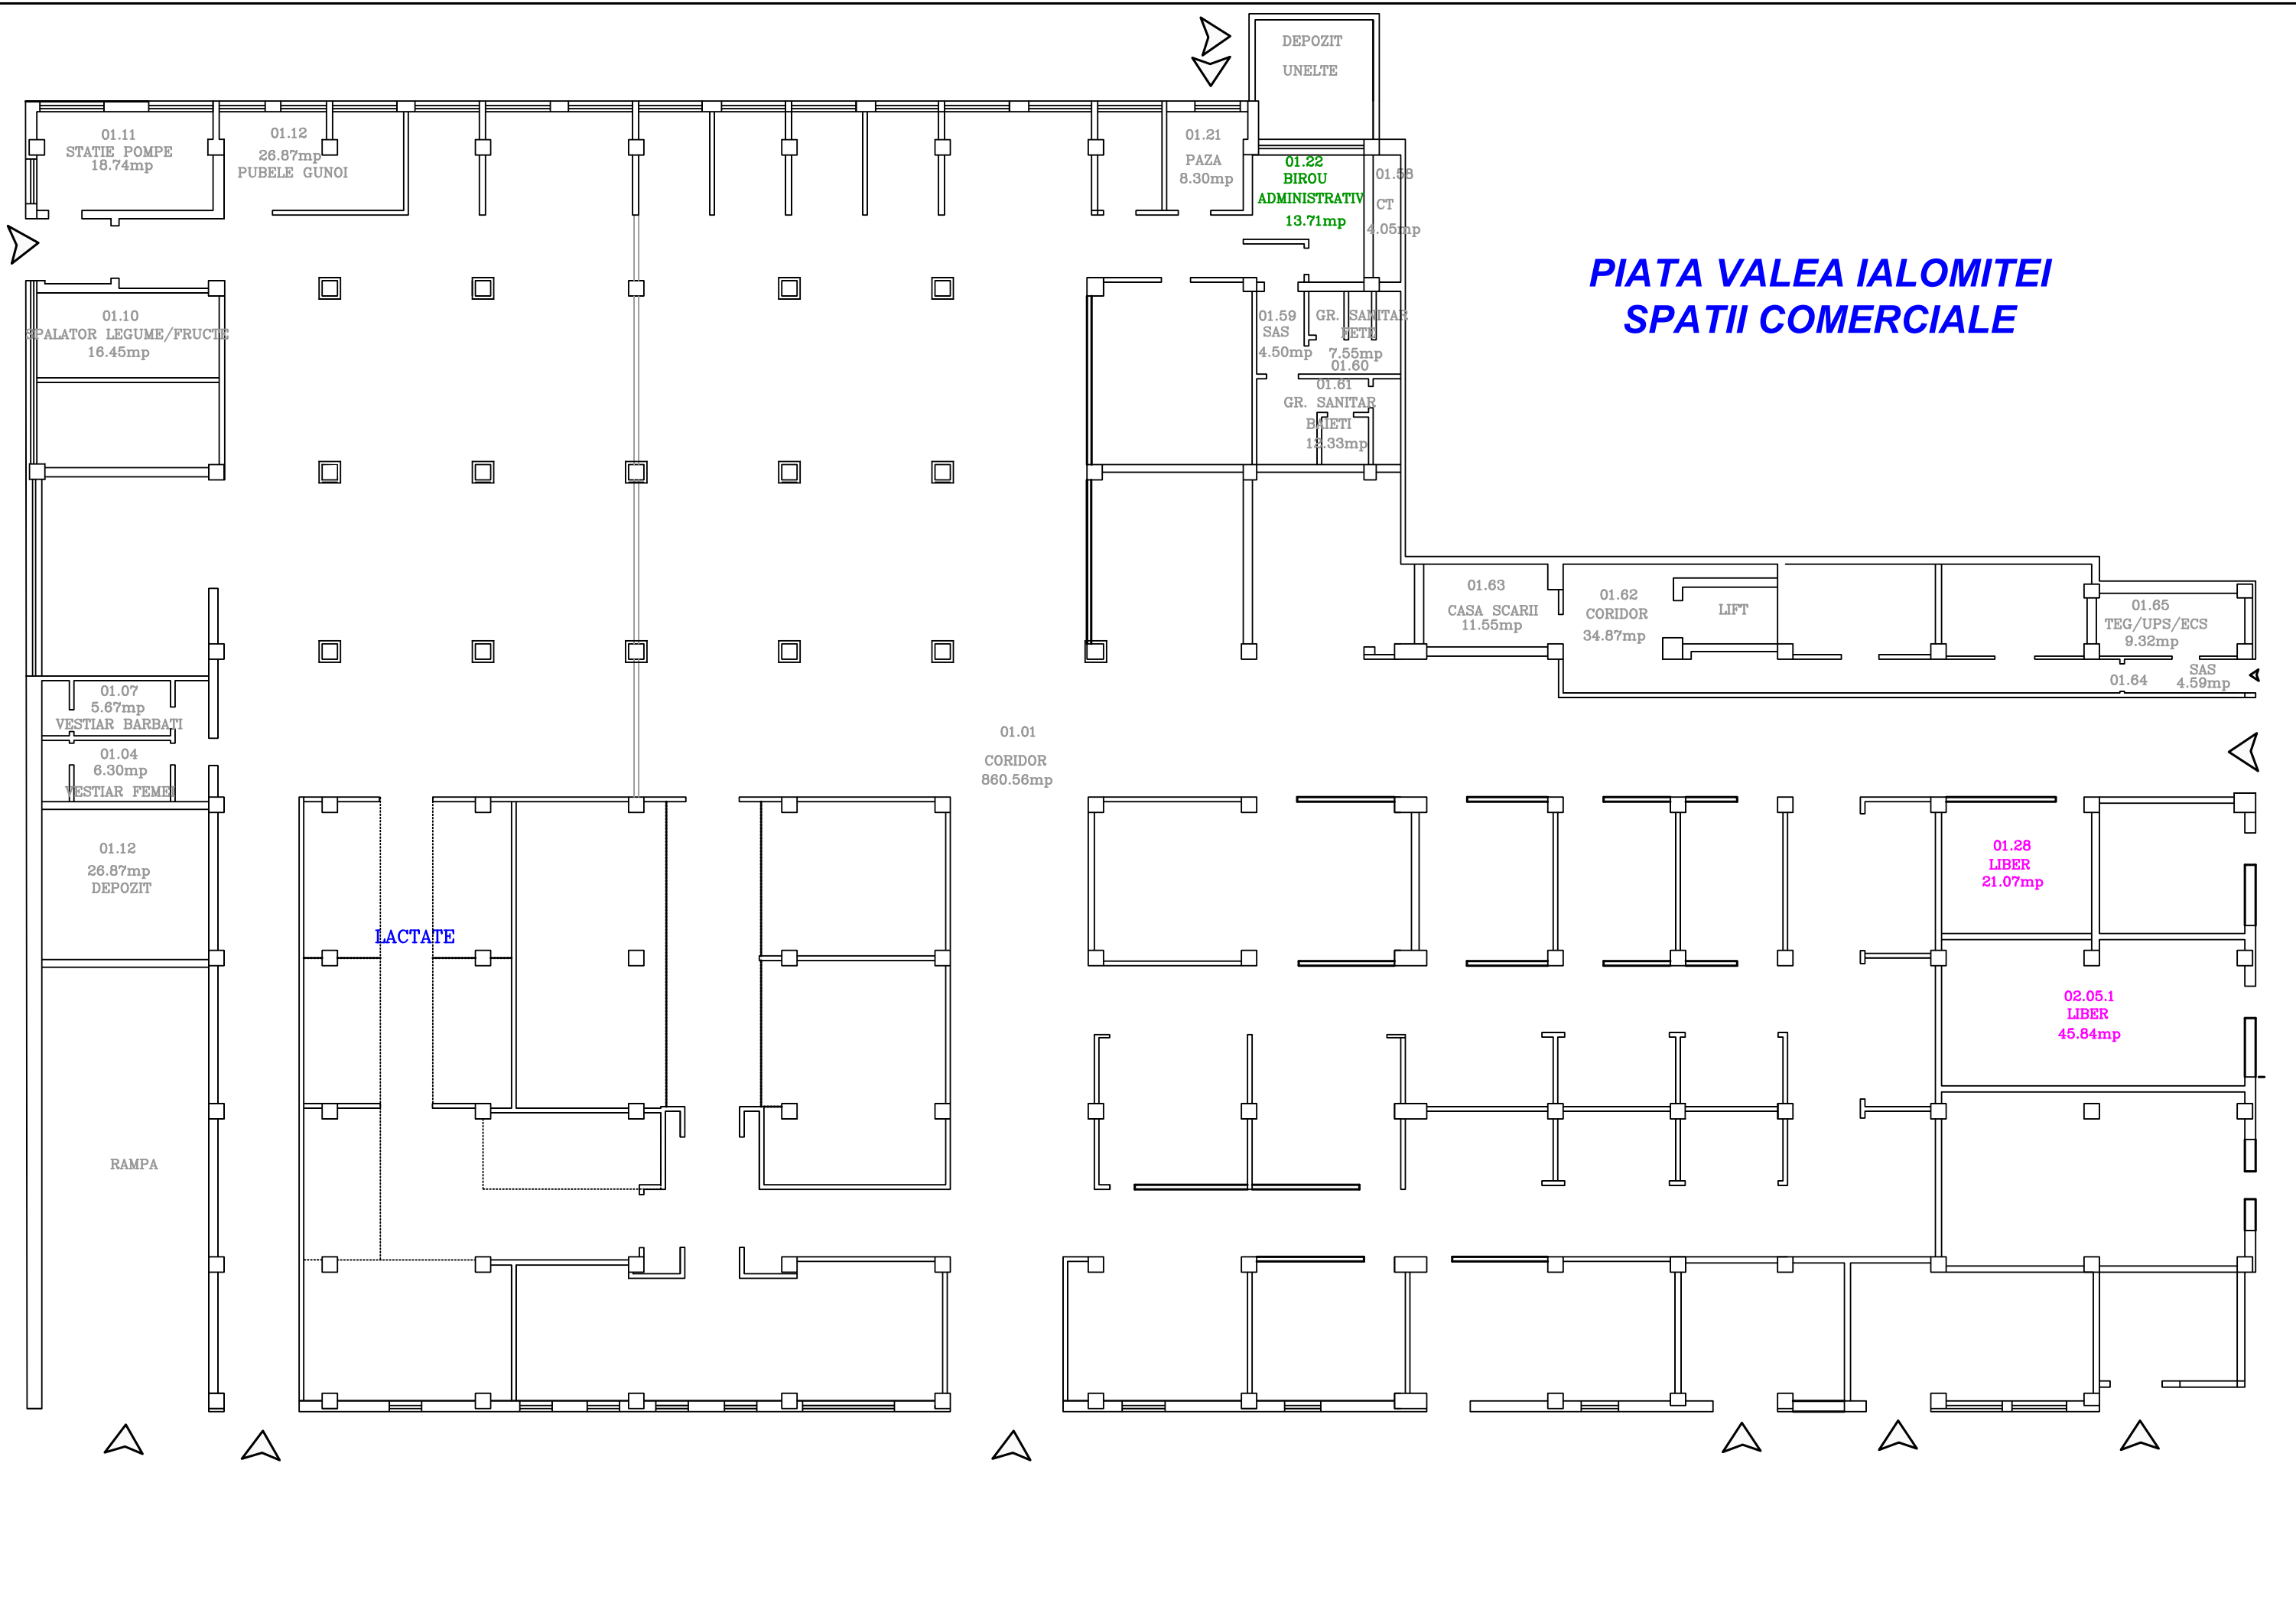 DEPOZIT
UNELTE
01.11
STATIE POMPE
18.74mp
01.12
26.87mp
PUBELE GUNOI
01.21
PAZA
8.30mp
01.22
BIROU
ADMINISTRATIV
13.71mp
01.58
CT
4.05mp
PIATA VALEA IALOMITEI
SPATII COMERCIALE
01.10
SPALATOR LEGUME/FRUCTE
16.45mp
01.59
SAS
4.50mp
GR. SANITAR
FETE
7.55mp
01.60
01.61
GR. SANITAR
BAIETI
12.33mp
01.63
CASA SCARII
11.55mp
01.62
CORIDOR
34.87mp
LIFT
01.65
TEG/UPS/ECS
9.32mp
SAS
4.59mp
01.64
01.07
5.67mp
VESTIAR BARBATI
01.04
6.30mp
VESTIAR FEMEI
01.01
CORIDOR
860.56mp
01.12
26.87mp
DEPOZIT
LACTATE
01.28
LIBER
21.07mp
02.05.1
LIBER
45.84mp
RAMPA